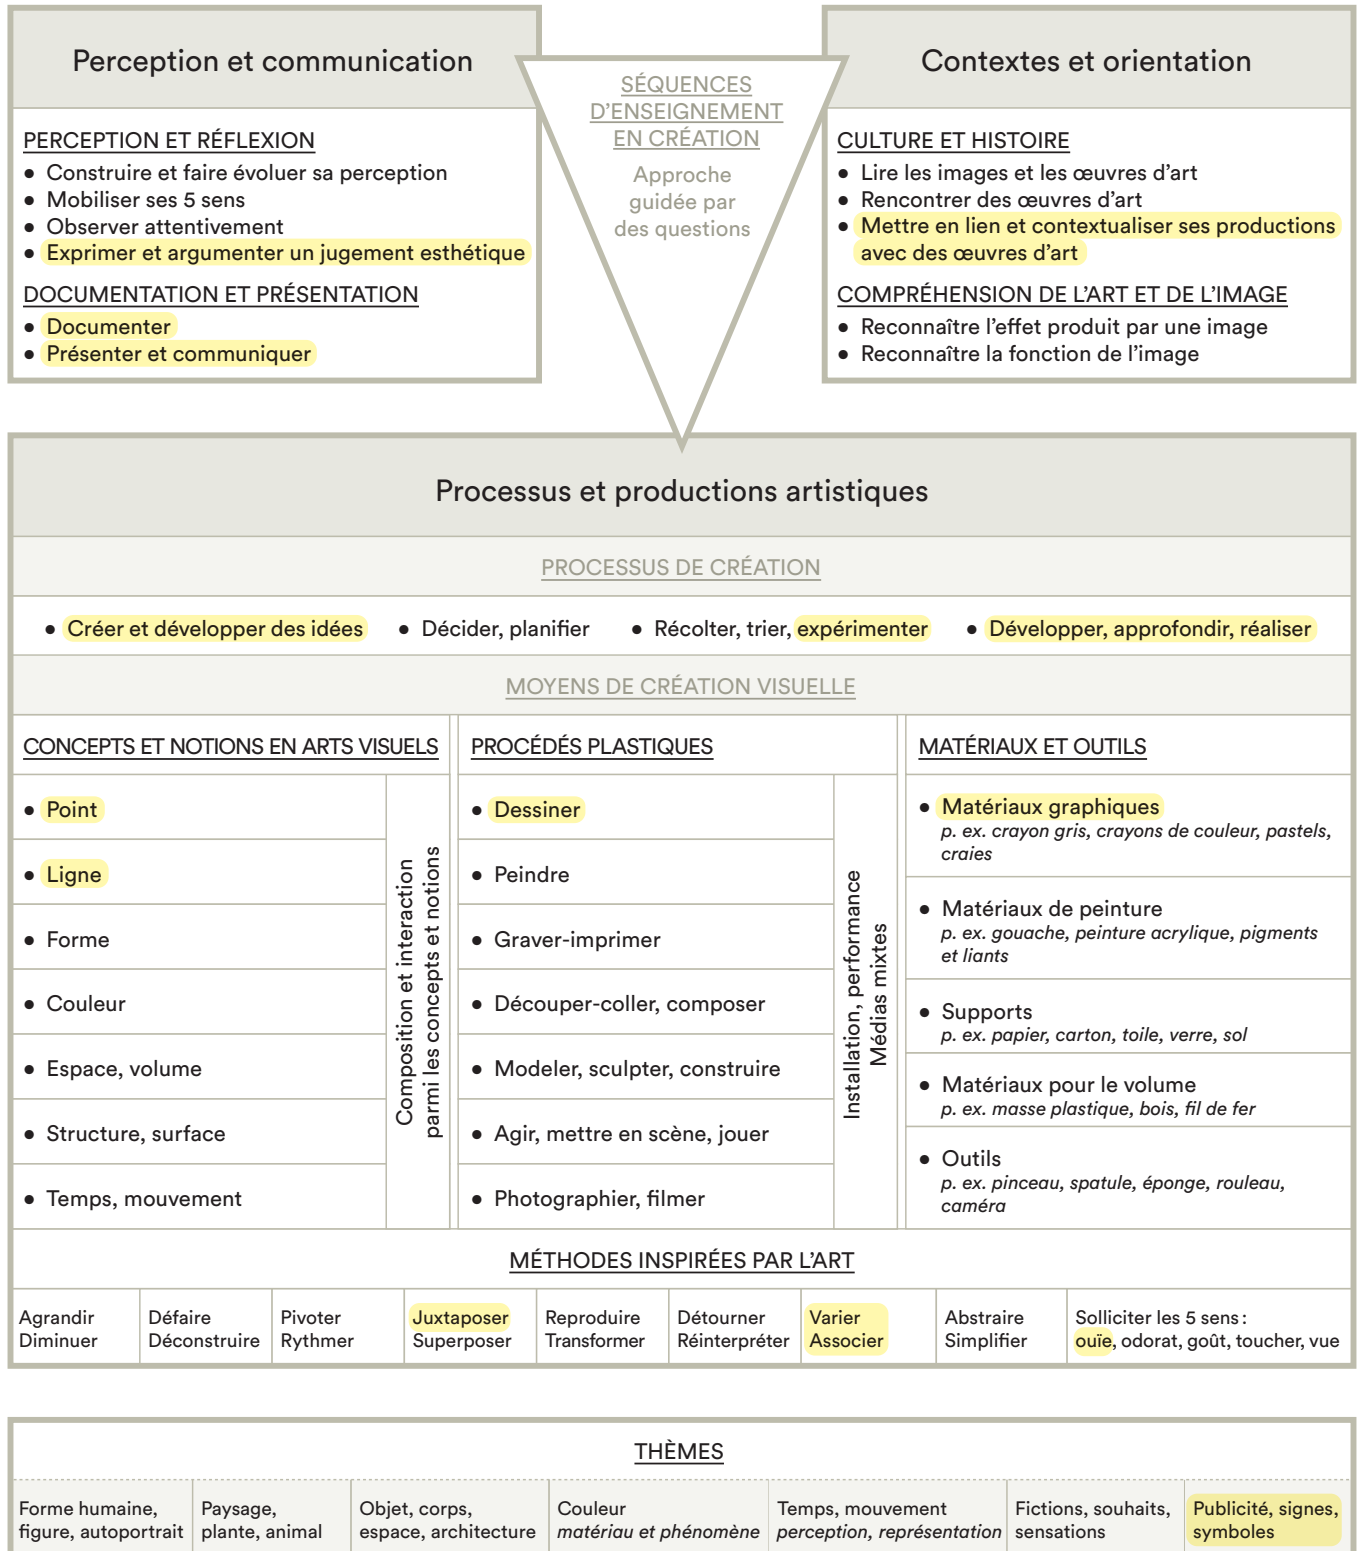 Perception et communication
PERCEPTION ET RÉFLEXION
• Construire et faire évoluer sa perception
• Mobiliser ses 5 sens
• Observer attentivement
• Exprimer et argumenter un jugement esthétique
DOCUMENTATION ET PRÉSENTATION
• Documenter
• Présenter et communiquer
SÉQUENCES
D'ENSEIGNEMENT
EN CRÉATION
Approche
guidée par
des questions
Contextes et orientation
CULTURE ET HISTOIRE
• Lire les images et les œuvres d'art
• Rencontrer des œuvres d'art
• Mettre en lien et contextualiser ses productions
avec des œuvres d'art
COMPRÉHENSION DE L'ART ET DE L'IMAGE
• Reconnaître l'effet produit par une image
• Reconnaître la fonction de l'image
Processus et productions artistiques
PROCESSUS DE CRÉATION
• Créer et développer des idées • Décider, planifier • Récolter, trier, expérimenter • Développer, approfondir, réaliser
MOYENS DE CRÉATION VISUELLE
CONCEPTS ET NOTIONS EN ARTS VISUELS
• Point
• Ligne
• Forme
• Couleur
• Espace, volume
• Structure, surface
• Temps, mouvement
Composition et interaction
parmi les concepts et notions
PROCÉDÉS PLASTIQUES
• Dessiner
• Peindre
• Graver-imprimer
• Découper-coller, composer
• Modeler, sculpter, construire
• Agir, mettre en scène, jouer
• Photographier, filmer
Installation, performance
Médias mixtes
MATÉRIAUX ET OUTILS
• Matériaux graphiques
p. ex. crayon gris, crayons de couleur, pastels,
craies
• Matériaux de peinture
p. ex. gouache, peinture acrylique, pigments
et liants
• Supports
p. ex. papier, carton, toile, verre, sol
• Matériaux pour le volume
p. ex. masse plastique, bois, fil de fer
• Outils
p. ex. pinceau, spatule, éponge, rouleau,
caméra
MÉTHODES INSPIRÉES PAR L'ART
Agrandir
Diminuer
Défaire
Déconstruire
Pivoter
Rythmer
Juxtaposer
Superposer
Reproduire
Transformer
Détourner
Réinterpréter
Varier
Associer
Abstraire
Simplifier
Solliciter les 5 sens :
ouïe, odorat, goût, toucher, vue
THÈMES
Forme humaine,
figure, autoportrait
Paysage,
plante, animal
Objet, corps,
espace, architecture
Couleur
matériau et phénomène
Temps, mouvement
perception, représentation
Fictions, souhaits,
sensations
Publicité, signes,
symboles